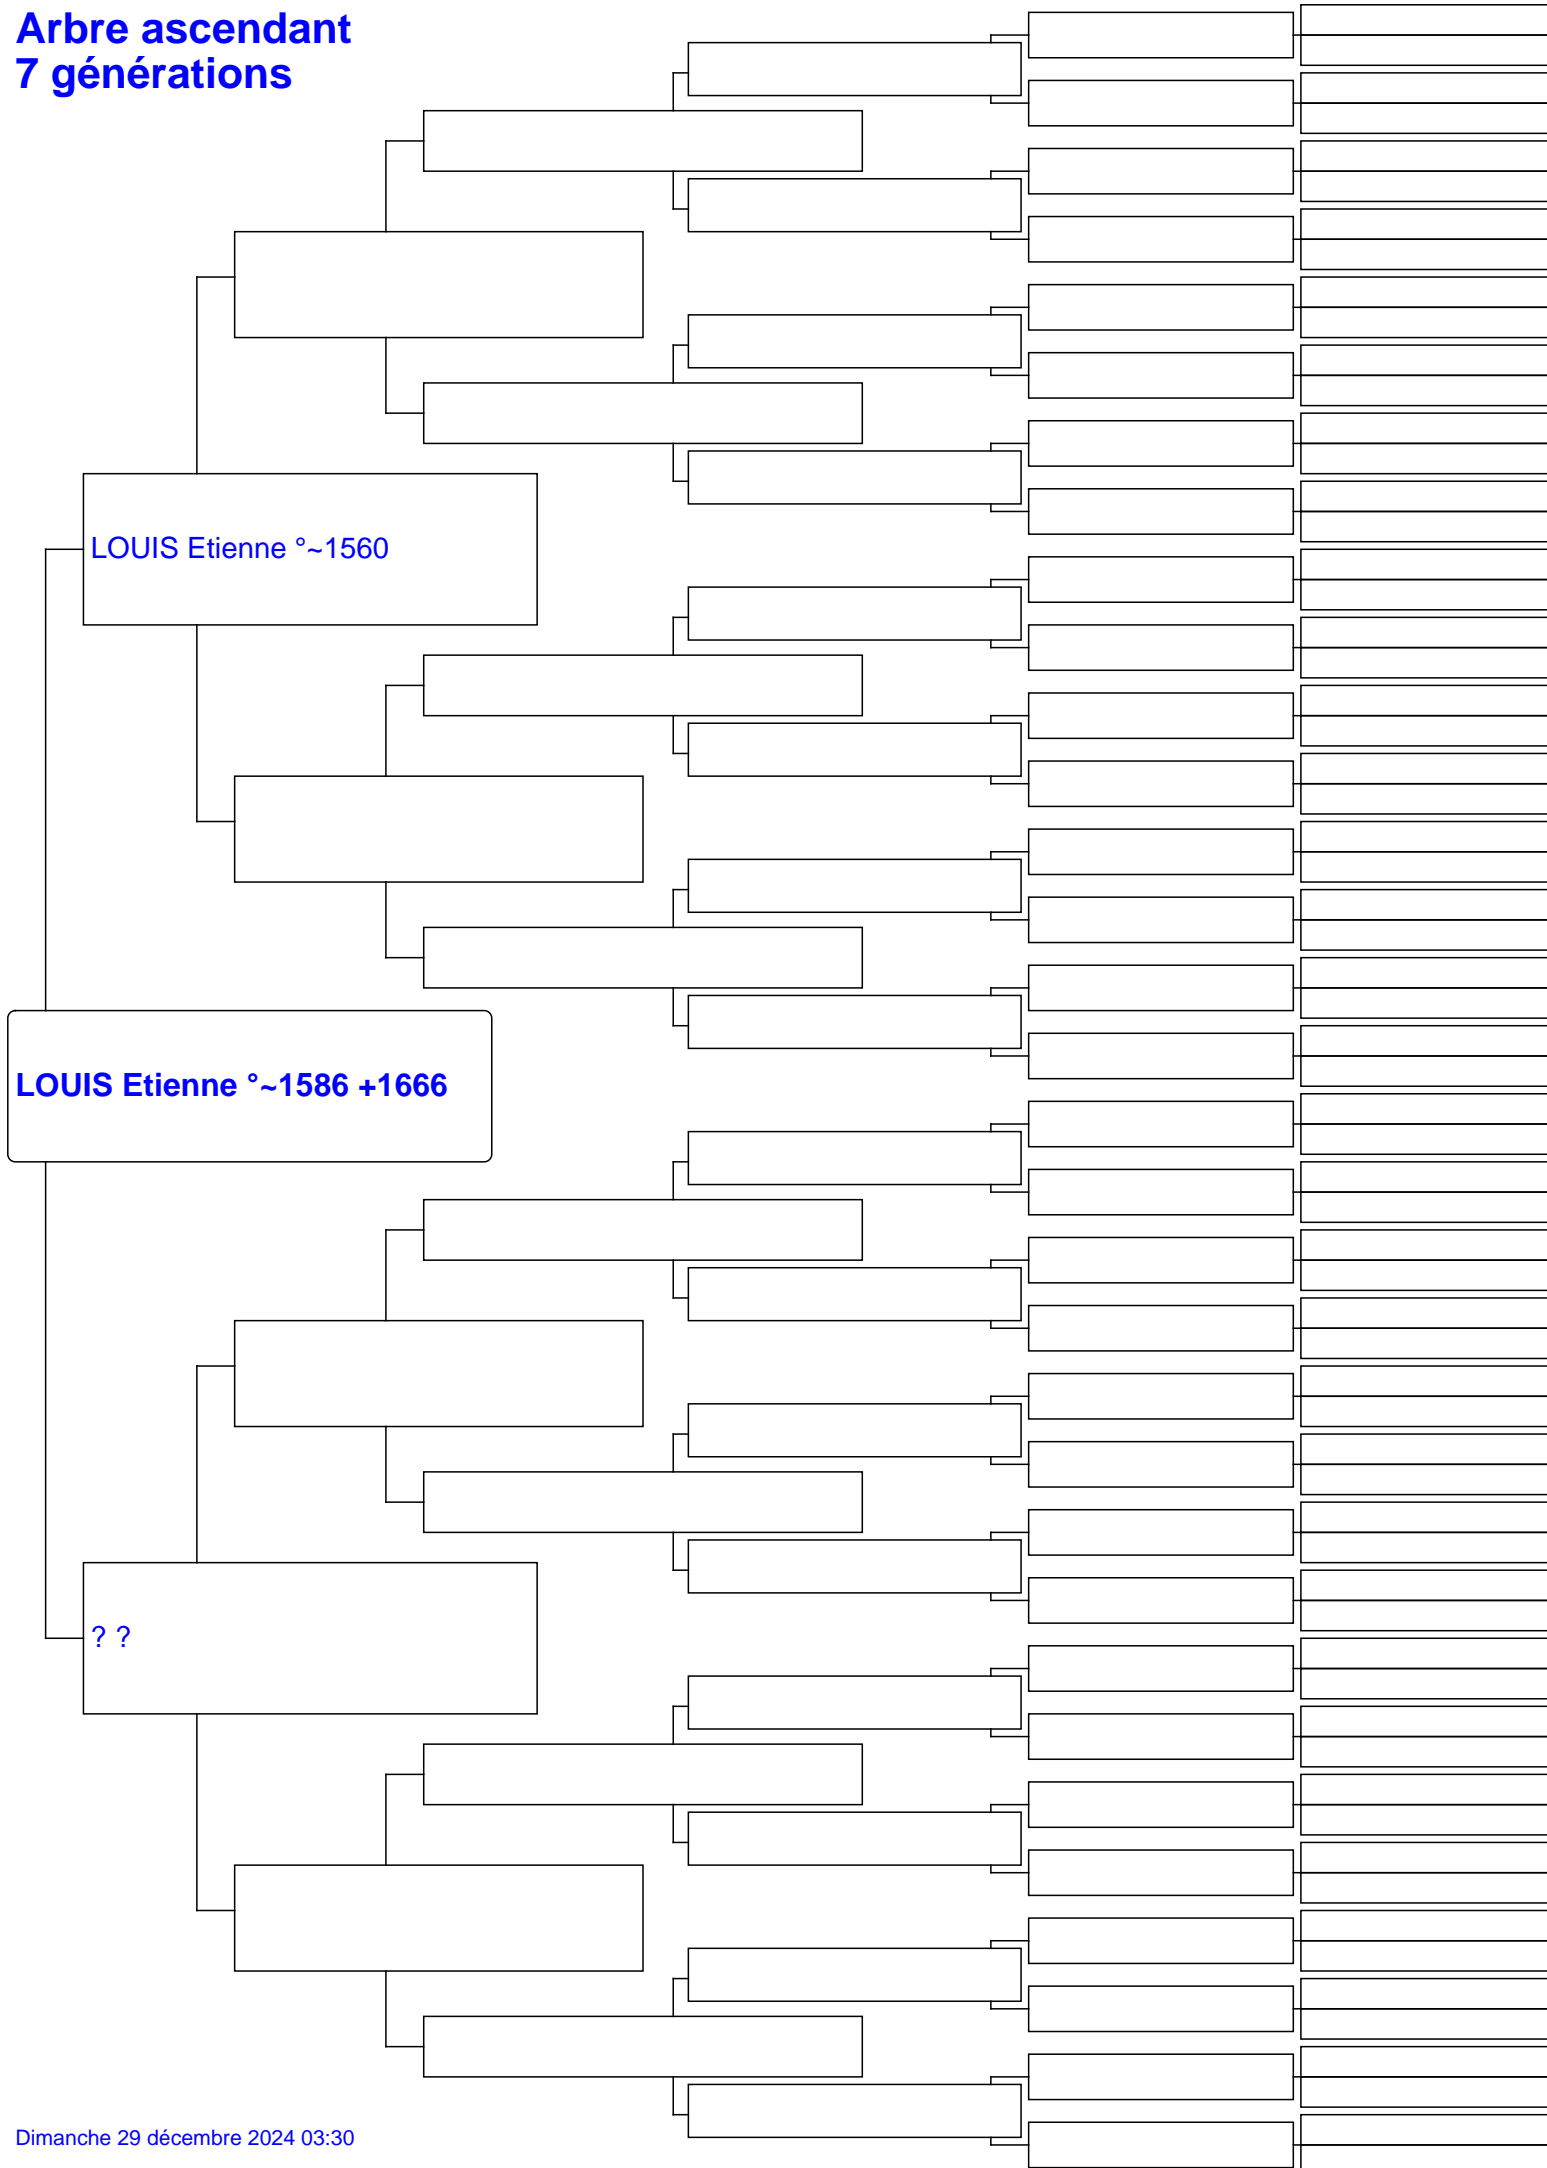 Arbre ascendant
7 générations
LOUIS Etienne °~1560
LOUIS Etienne °~1586 +1666
? ?
Dimanche 29 décembre 2024 03:30